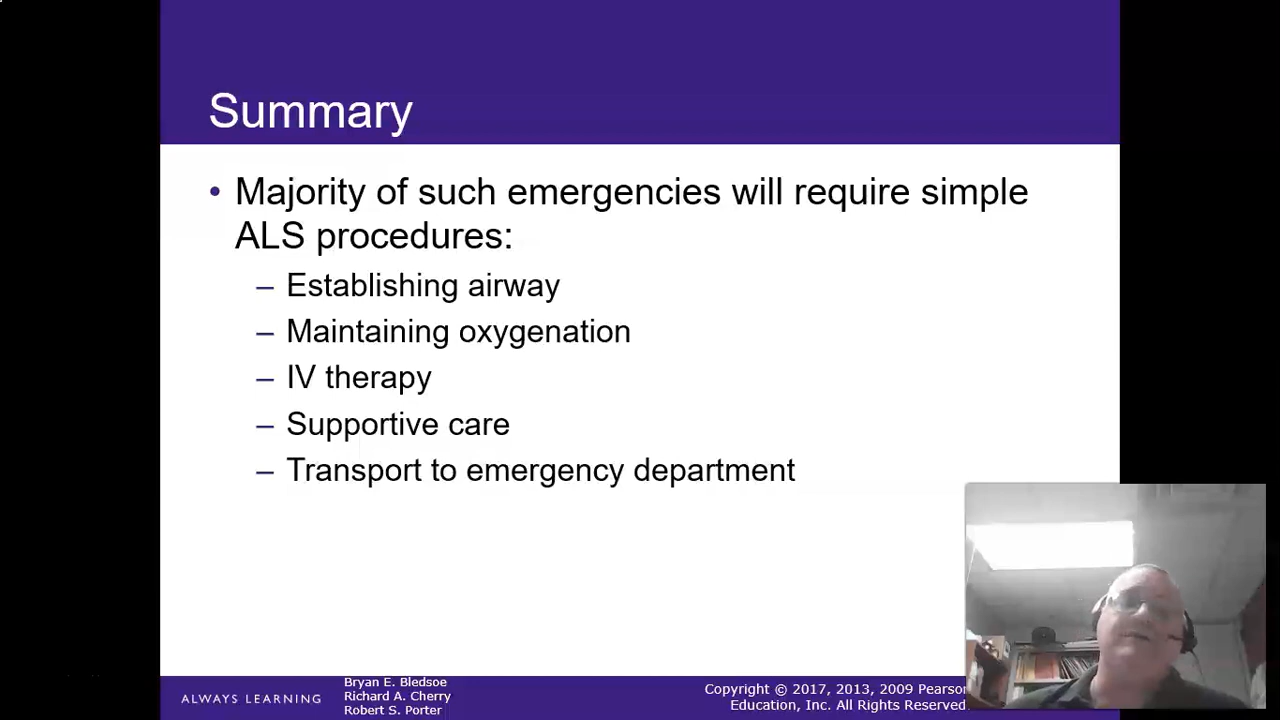 Summary
• Majority of such emergencies will require simple
ALS procedures:
– Establishing airway
– Maintaining oxygenation
– IV therapy
– Supportive care
– Transport to emergency department
ALWAYS LEARNING
Bryan E. Bledsoe
Richard A. Cherry
Robert S. Porter
Copyright © 2017, 2013, 2009 Pearson
Education, Inc. All Rights Reserved.